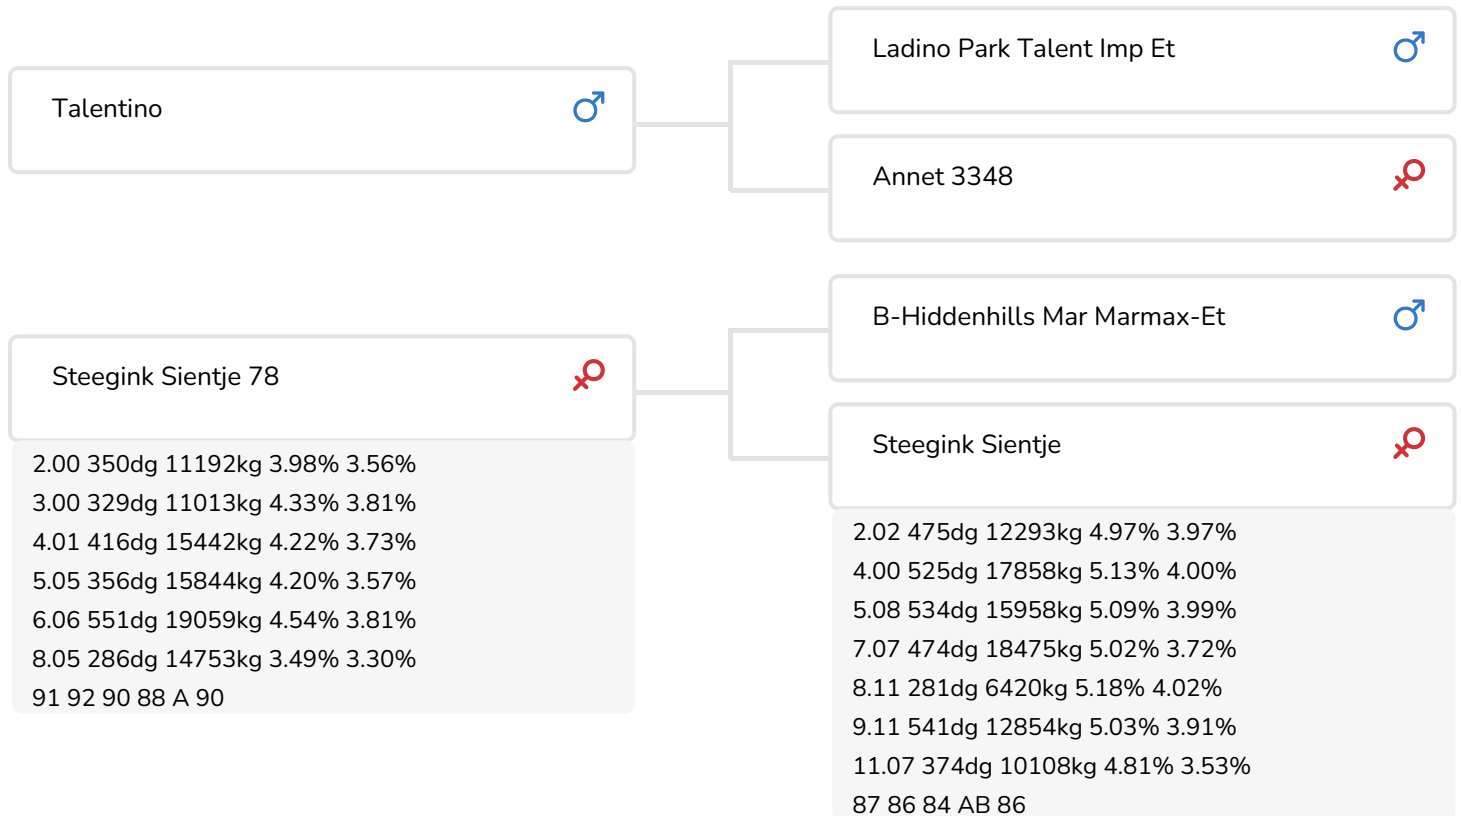 Talentino
Ladino Park Talent Imp Et
Annet 3348
Steegink Sientje 78
2.00 350dg 11192kg 3.98% 3.56%
3.00 329dg 11013kg 4.33% 3.81%
4.01 416dg 15442kg 4.22% 3.73%
5.05 356dg 15844kg 4.20% 3.57%
6.06 551dg 19059kg 4.54% 3.81%
8.05 286dg 14753kg 3.49% 3.30%
91 92 90 88 A 90
B-Hiddenhills Mar Marmax-Et
Steegink Sientje
2.02 475dg 12293kg 4.97% 3.97%
4.00 525dg 17858kg 5.13% 4.00%
5.08 534dg 15958kg 5.09% 3.99%
7.07 474dg 18475kg 5.02% 3.72%
8.11 281dg 6420kg 5.18% 4.02%
9.11 541dg 12854kg 5.03% 3.91%
11.07 374dg 10108kg 4.81% 3.53%
87 86 84 AB 86